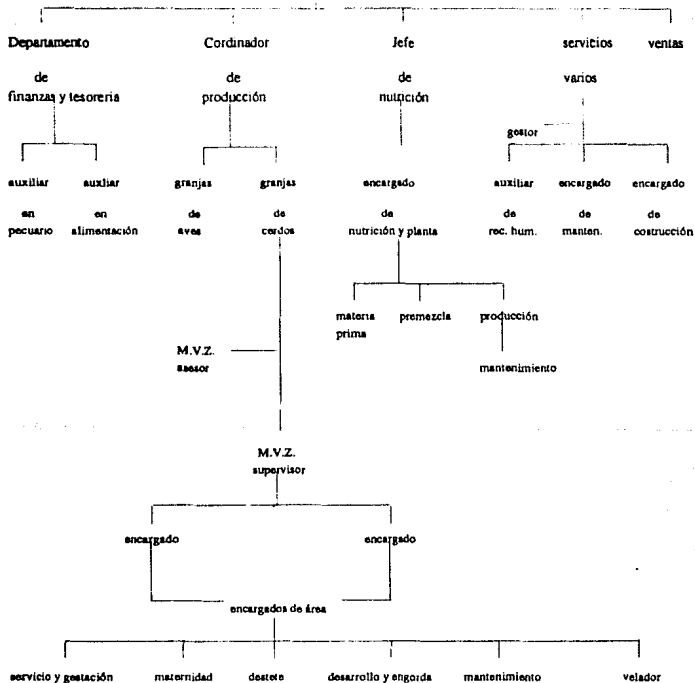 Departamento Cordinador Jefe servicios ventas
de de de varios
finanzas y tesoreria producción nutrición
gestor
auxiliar auxliar granjas granjas encargado auxiliar encargado encargado
en en de de de de de de
pecuario alimentación aves cerdos nutrición y planta rec. hum. manten. costrucción
materia premezcla producción
prima
M.V.Z.
asesor
mantenimiento
M.V.Z.
supervisor
encargado encargado
encargados de área
servicio y gestación maternidad destete desarrollo y engorda mantenimiento velador